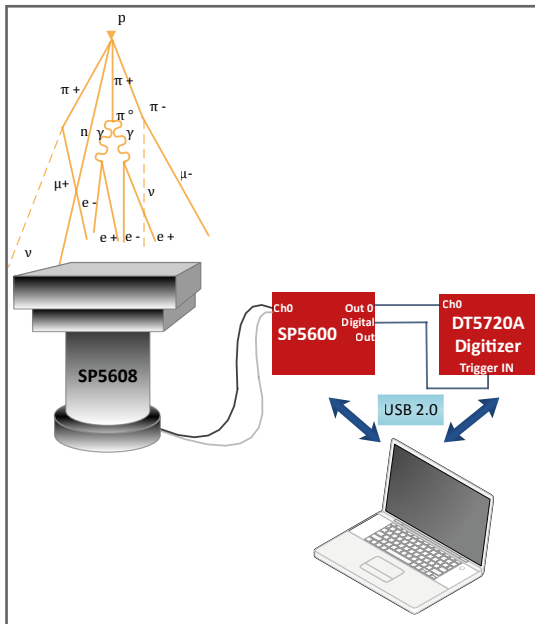 p
π +
π +
π °
π -
n
γ
γ
μ+
e -
ν
μ-
e +
e -
e +
ν
Ch0
Out 0
SP5600
Digital
Out
Ch0
DT5720A
Digitizer
Trigger IN
SP5608
USB 2.0